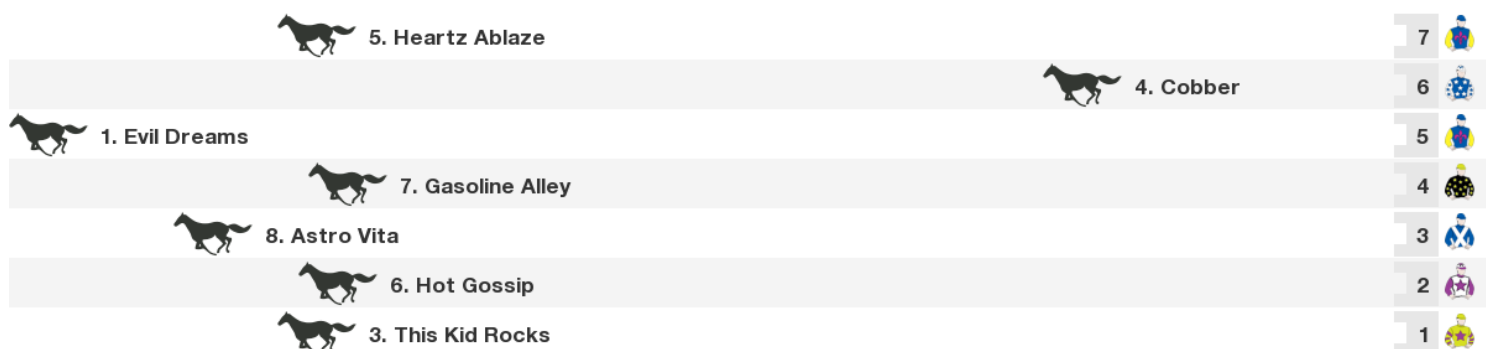 5. Heartz Ablaze 7
4. Cobber 6
1. Evil Dreams 5
7. Gasoline Alley 4
8. Astro Vita 3
6. Hot Gossip 2
3. This Kid Rocks 1